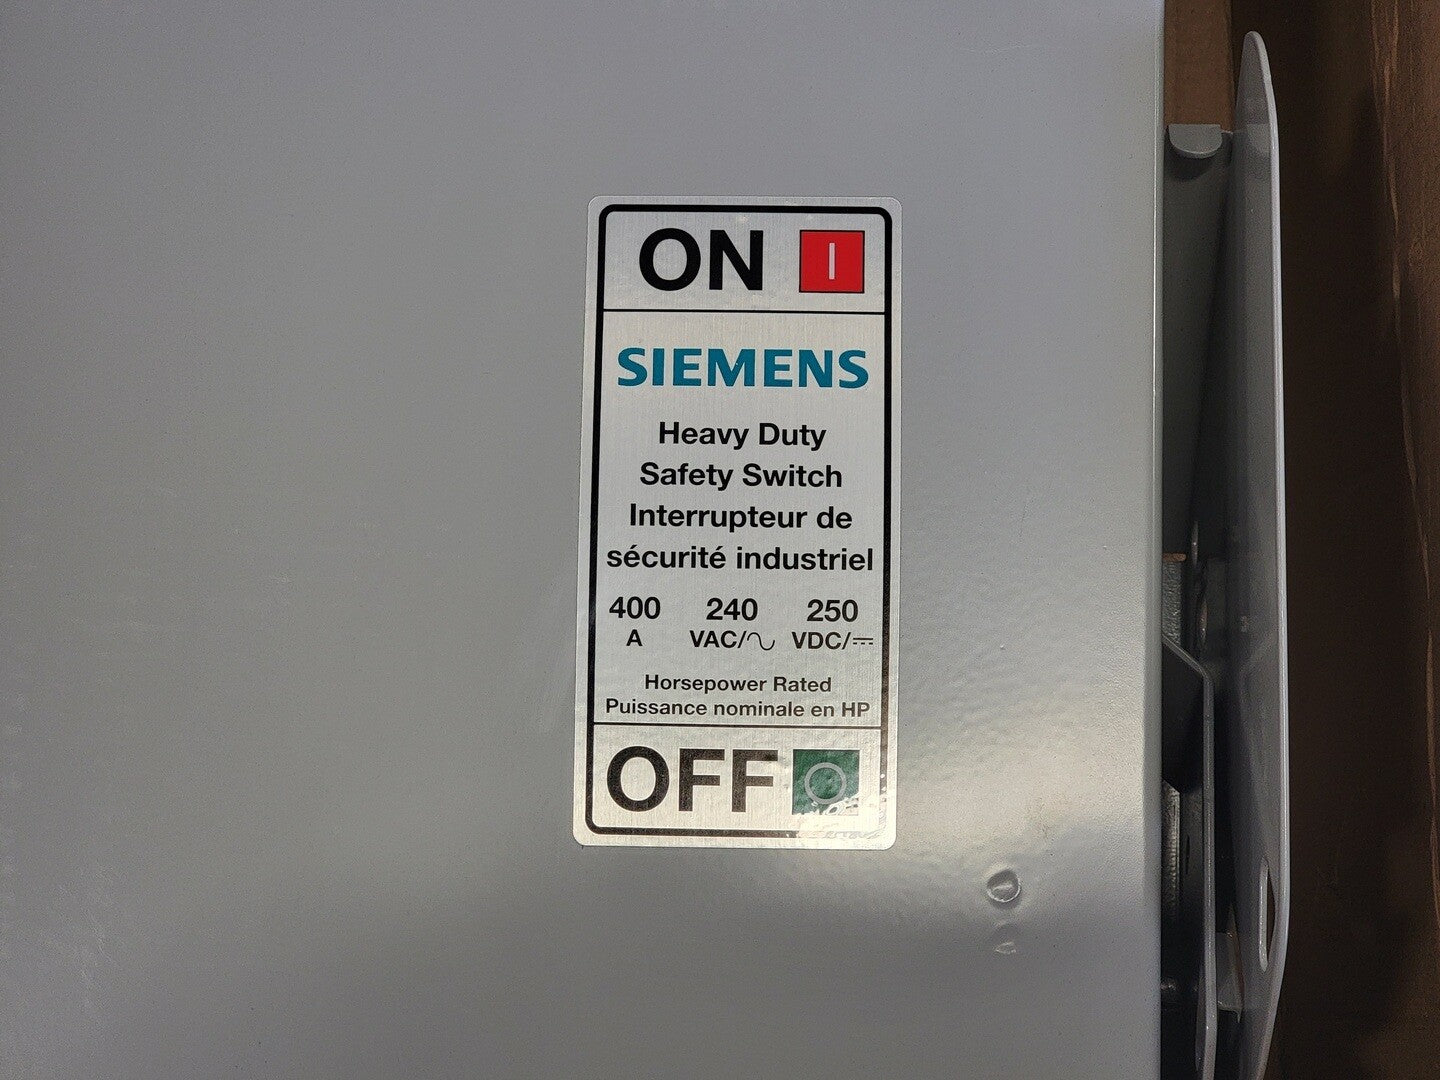 ON I
SIEMENS
Heavy Duty
Safety Switch
Interrupteur de
sécurité industriel
400 240 250
A VAC/∿ VDC/⎓
Horsepower Rated
Puissance nominale en HP
OFF O